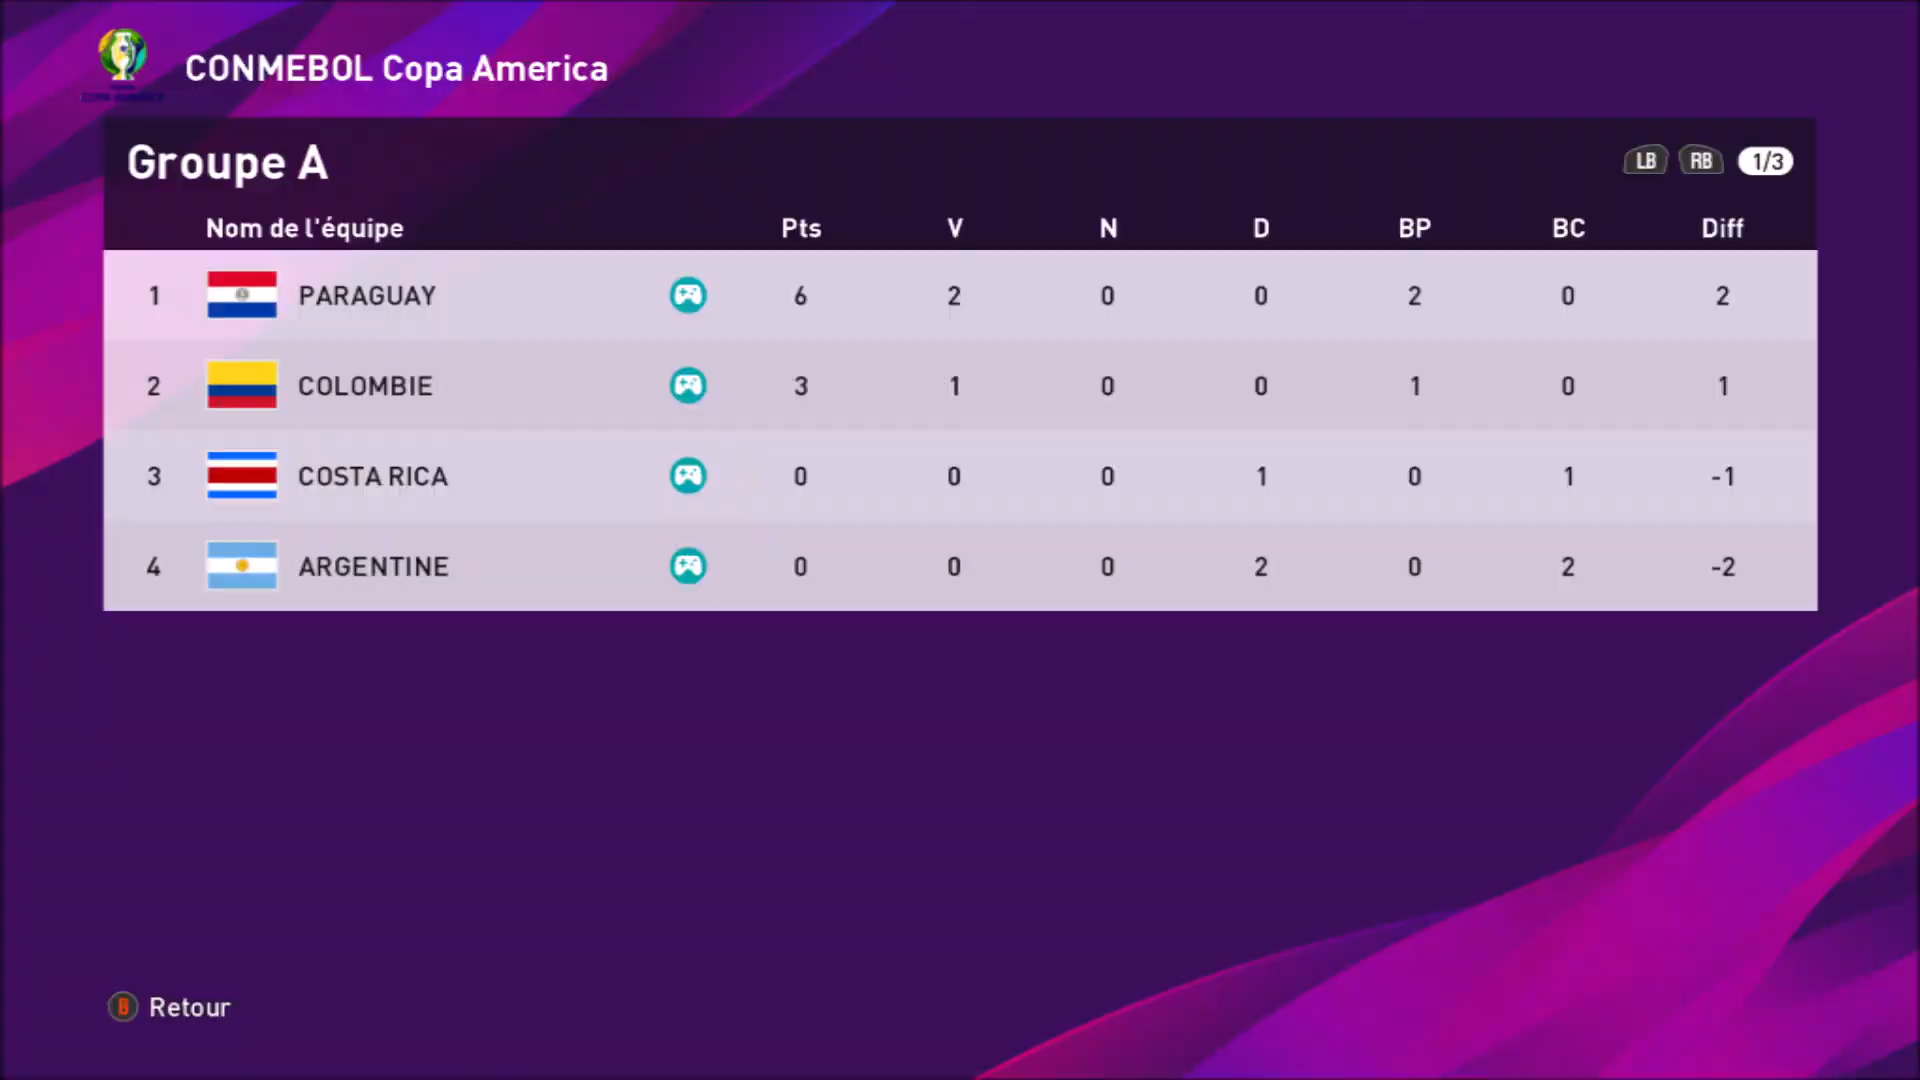 CONMEBOL Copa America
Groupe A
LB RB 1/3
Nom de l'équipe Pts V N D BP BC Diff
1 PARAGUAY 6 2 0 0 2 0 2
2 COLOMBIE 3 1 0 0 1 0 1
3 COSTA RICA 0 0 0 1 0 1 -1
4 ARGENTINE 0 0 0 2 0 2 -2
B Retour